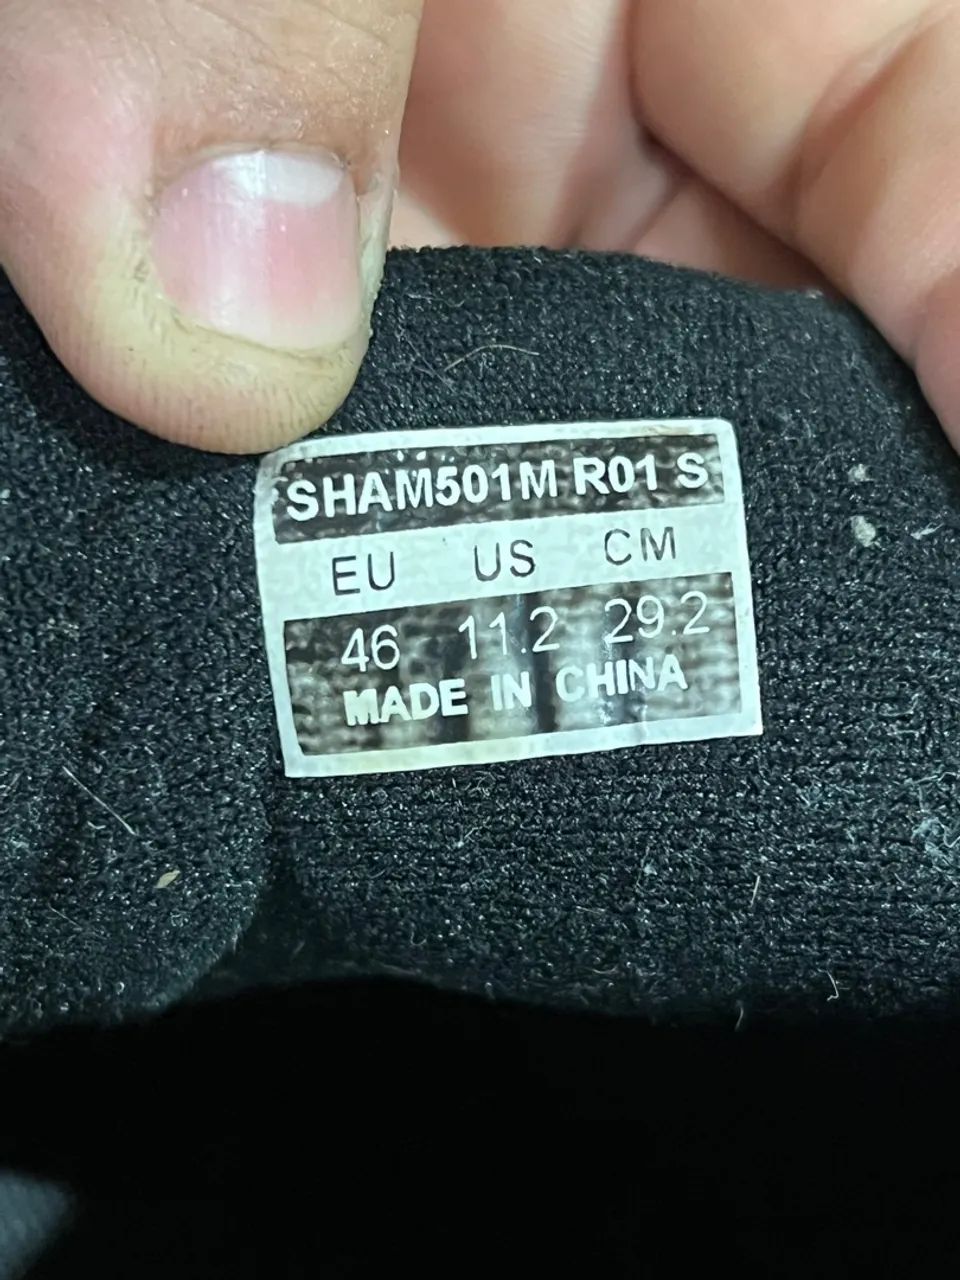 SHAM501M R01 S
EU US CM
46 11.2 29.2
MADE IN CHINA